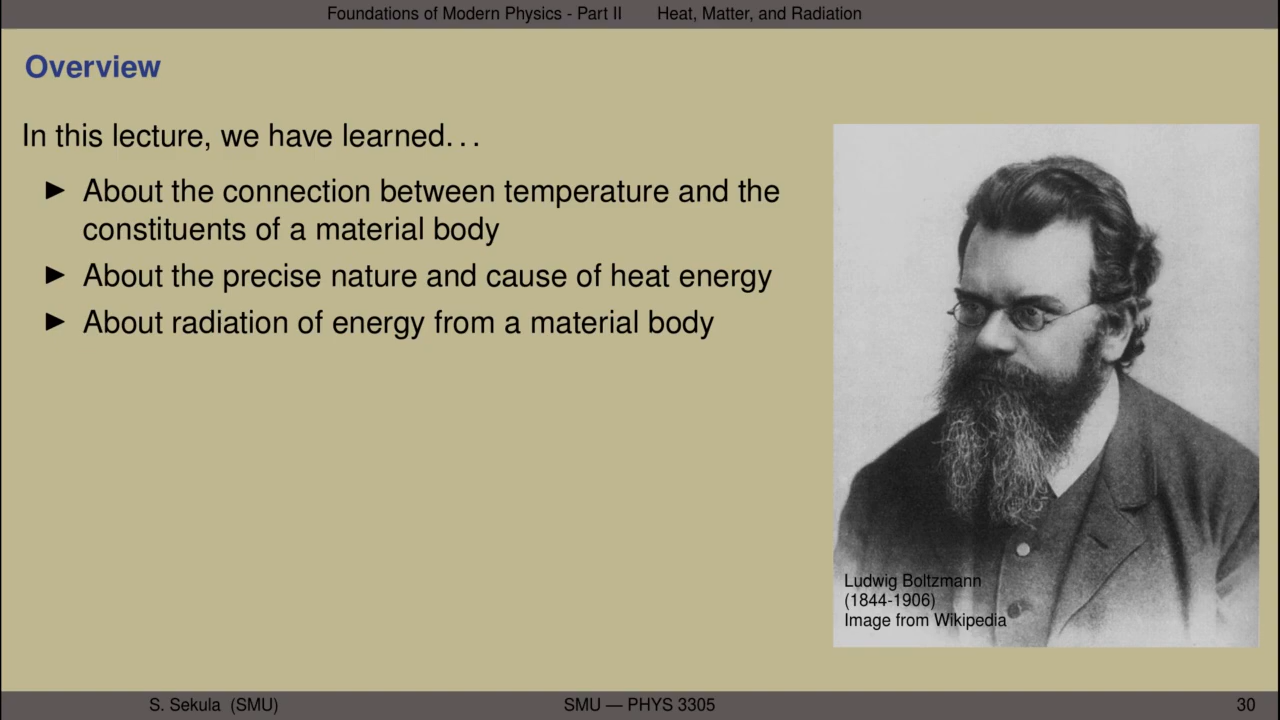 Foundations of Modern Physics - Part II Heat, Matter, and Radiation
Overview
In this lecture, we have learned. . .
► About the connection between temperature and the
constituents of a material body
► About the precise nature and cause of heat energy
► About radiation of energy from a material body
Ludwig Boltzmann
(1844-1906)
Image from Wikipedia
S. Sekula (SMU) SMU — PHYS 3305 30